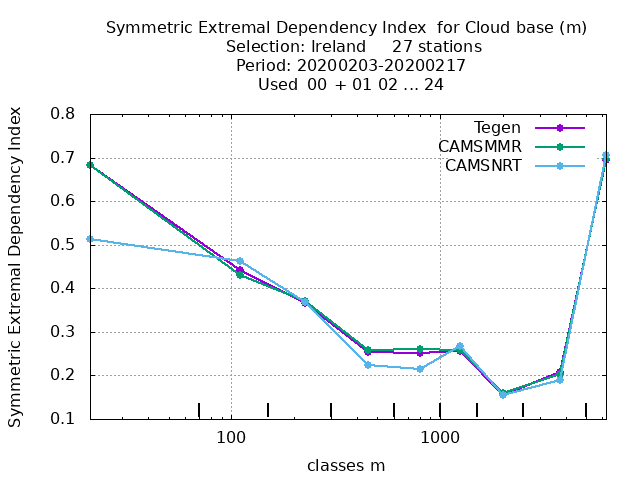 Symmetric Extremal Dependency Index  for Cloud base (m)
Selection: Ireland     27 stations
Period: 20200203-20200217
Used  00  + 01 02 ... 24
Symmetric Extremal Dependency Index
0.8
0.7
0.6
0.5
0.4
0.3
0.2
0.1
Tegen
CAMSMMR
CAMSNRT
100
1000
classes m